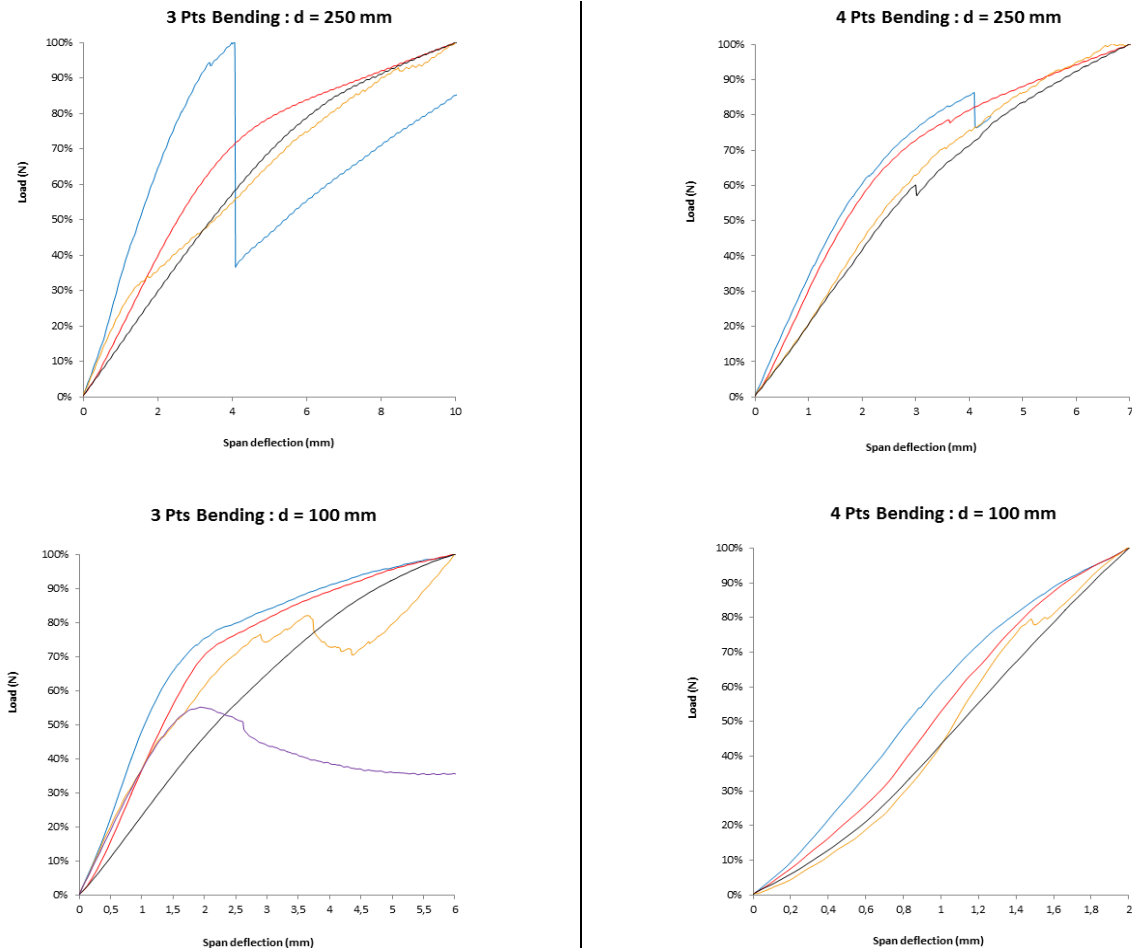 3 Pts Bending : d = 250 mm
100%
90%
80%
70%
60%
50%
40%
30%
20%
10%
0%
Load (N)
0 2 4 6 8 10
Span deflection (mm)
4 Pts Bending : d = 250 mm
100%
90%
80%
70%
60%
50%
40%
30%
20%
10%
0%
Load (N)
0 1 2 3 4 5 6 7
Span deflection (mm)
3 Pts Bending : d = 100 mm
100%
90%
80%
70%
60%
50%
40%
30%
20%
10%
0%
Load (N)
0 0,5 1 1,5 2 2,5 3 3,5 4 4,5 5 5,5 6
Span deflection (mm)
4 Pts Bending : d = 100 mm
100%
90%
80%
70%
60%
50%
40%
30%
20%
10%
0%
Load (N)
0 0,2 0,4 0,6 0,8 1 1,2 1,4 1,6 1,8 2
Span deflection (mm)